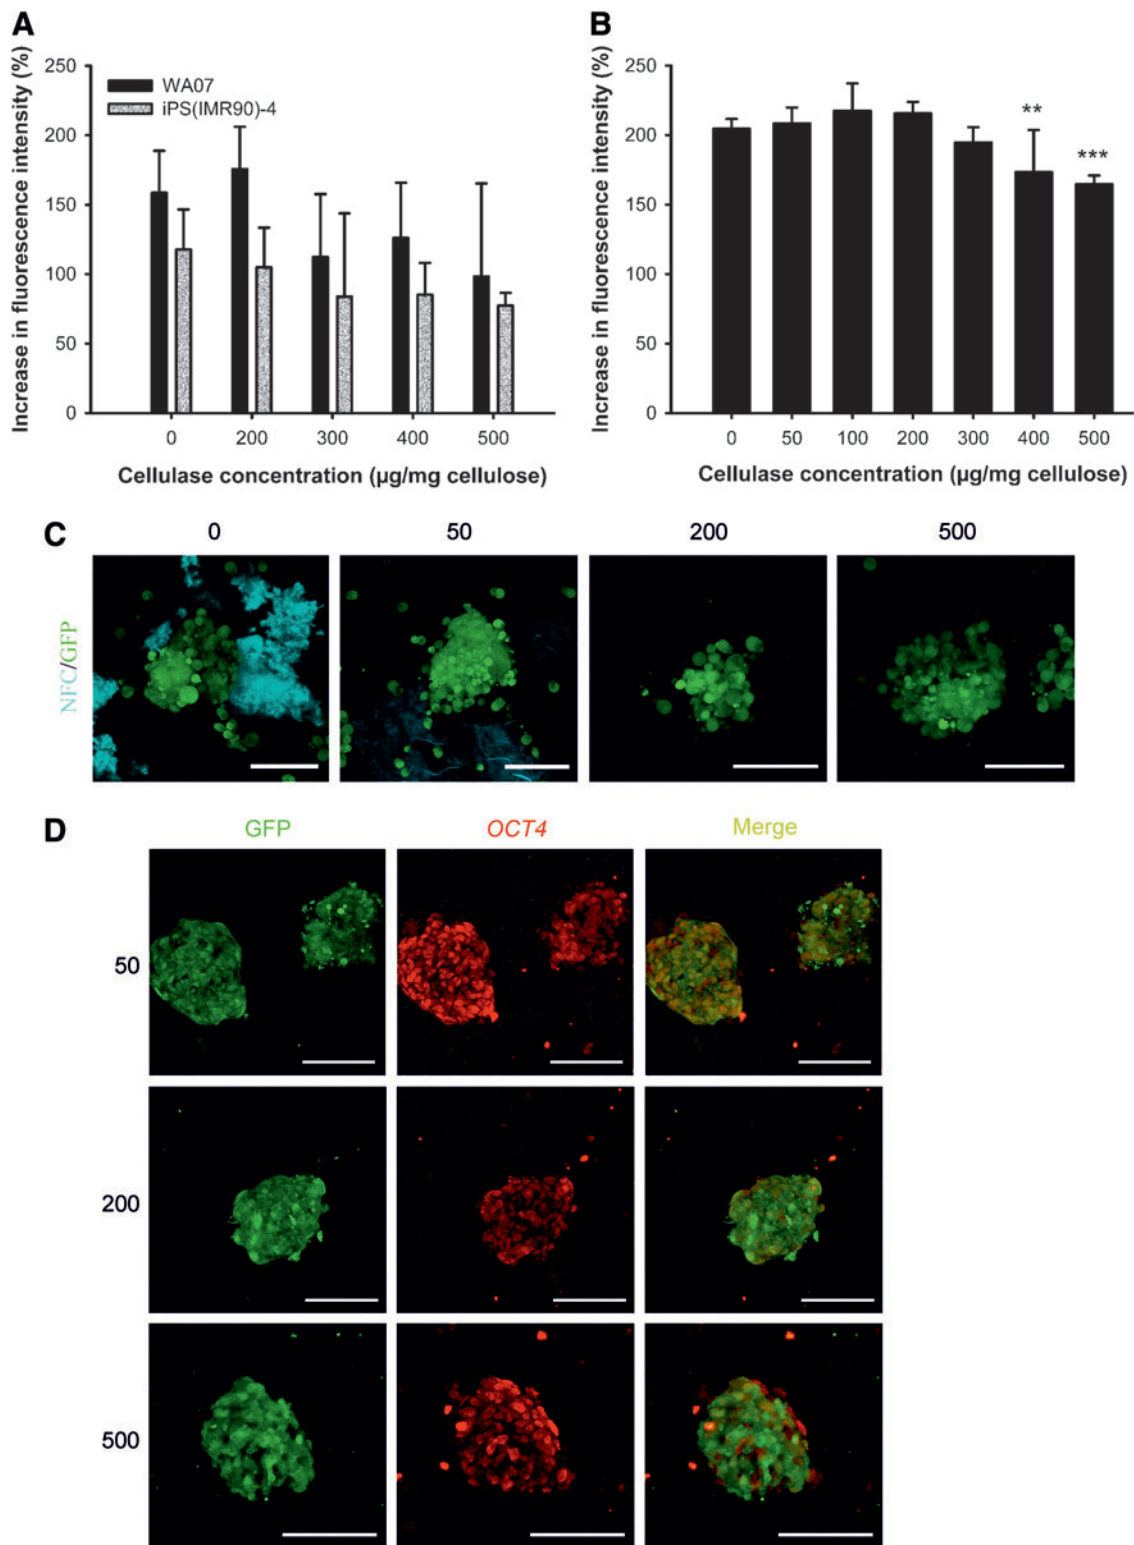 A
Increase in fluorescence intensity (%)
250
200
150
100
50
0
WA07
iPS(IMR90)-4
0 200 300 400 500
Cellulase concentration (µg/mg cellulose)
B
Increase in fluorescence intensity (%)
250
200
150
100
50
0
**
***
0 50 100 200 300 400 500
Cellulase concentration (µg/mg cellulose)
C
0 50 200 500
NFC/GFP
D
GFP OCT4 Merge
50
200
500